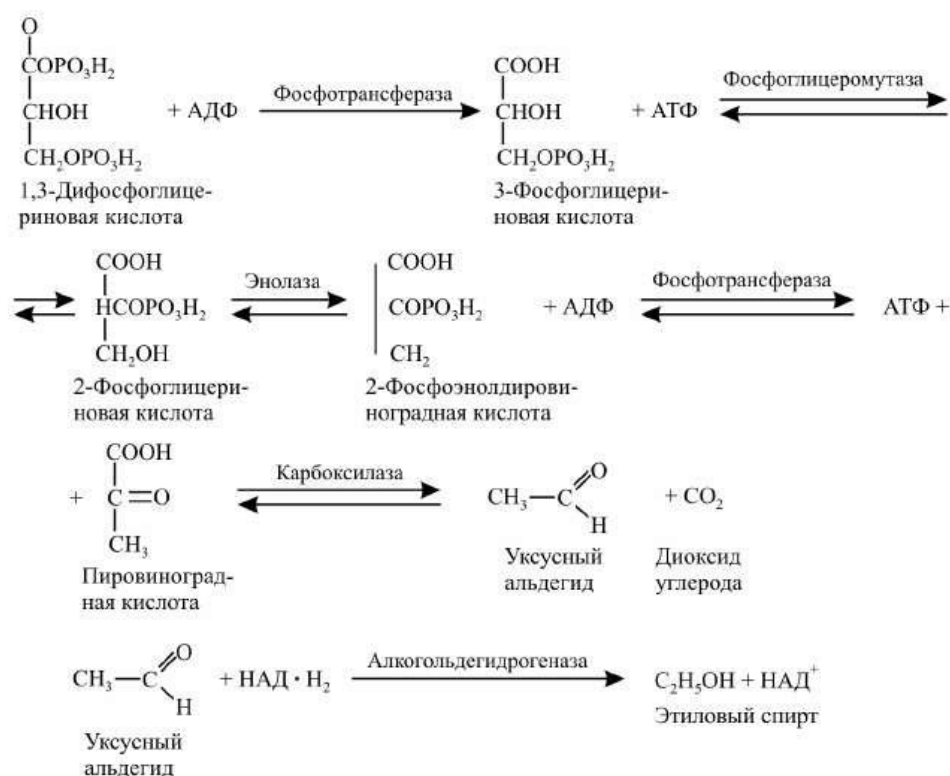 O
COPO₃H₂
CHOH + АДФ Фосфотрансфераза
CH₂OPO₃H₂
1,3-Дифосфоглице-
риновая кислота
COOH
CHOH + АТФ Фосфоглицеромутаза
CH₂OPO₃H₂
3-Фосфоглицери-
новая кислота
COOH
HCOPO₃H₂
CH₂OH
2-Фосфоглицери-
новая кислота
Энолаза
COOH
COPO₃H₂ + АДФ Фосфотрансфераза АТФ +
CH₂
2-Фосфоэнолдирови-
ноградная кислота
COOH
+ C=O
CH₃
Пировиноград-
ная кислота
Карбоксилаза
O
CH₃—C + CO₂
H
Уксусный
альдегид
Диоксид
углерода
O
CH₃—C + НАД · H₂ Алкогольдегидрогеназа C₂H₅OH + НАД⁺
H
Уксусный
альдегид
Этиловый спирт